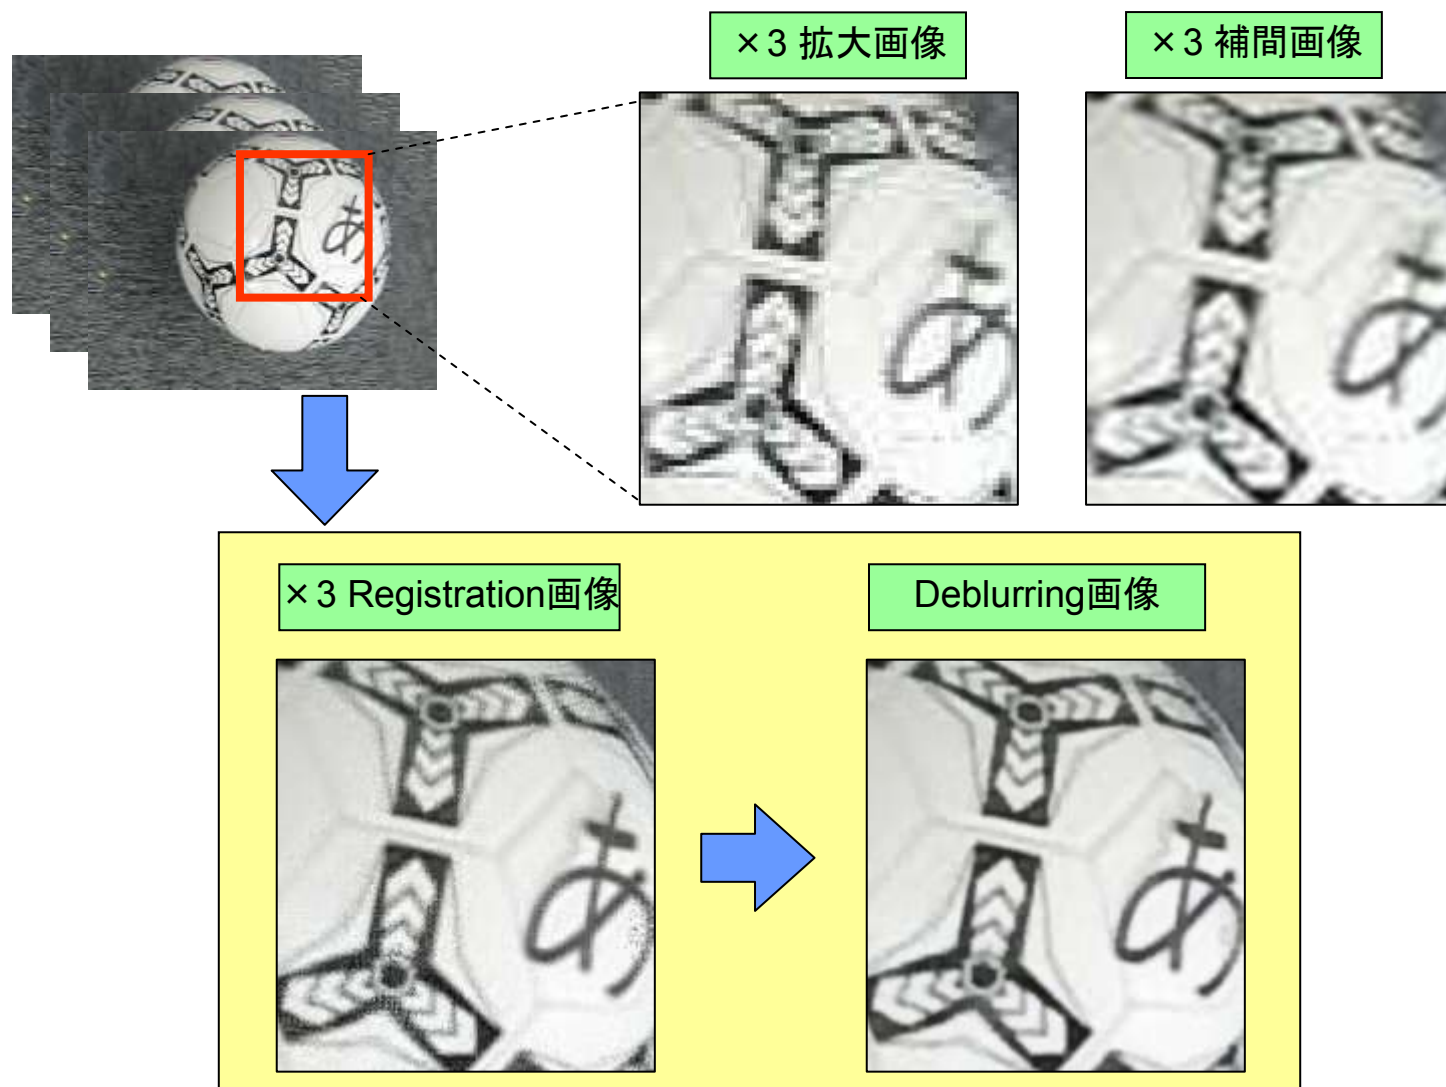 ×3 拡大画像
×3 補間画像
×3 Registration画像
Deblurring画像
あ